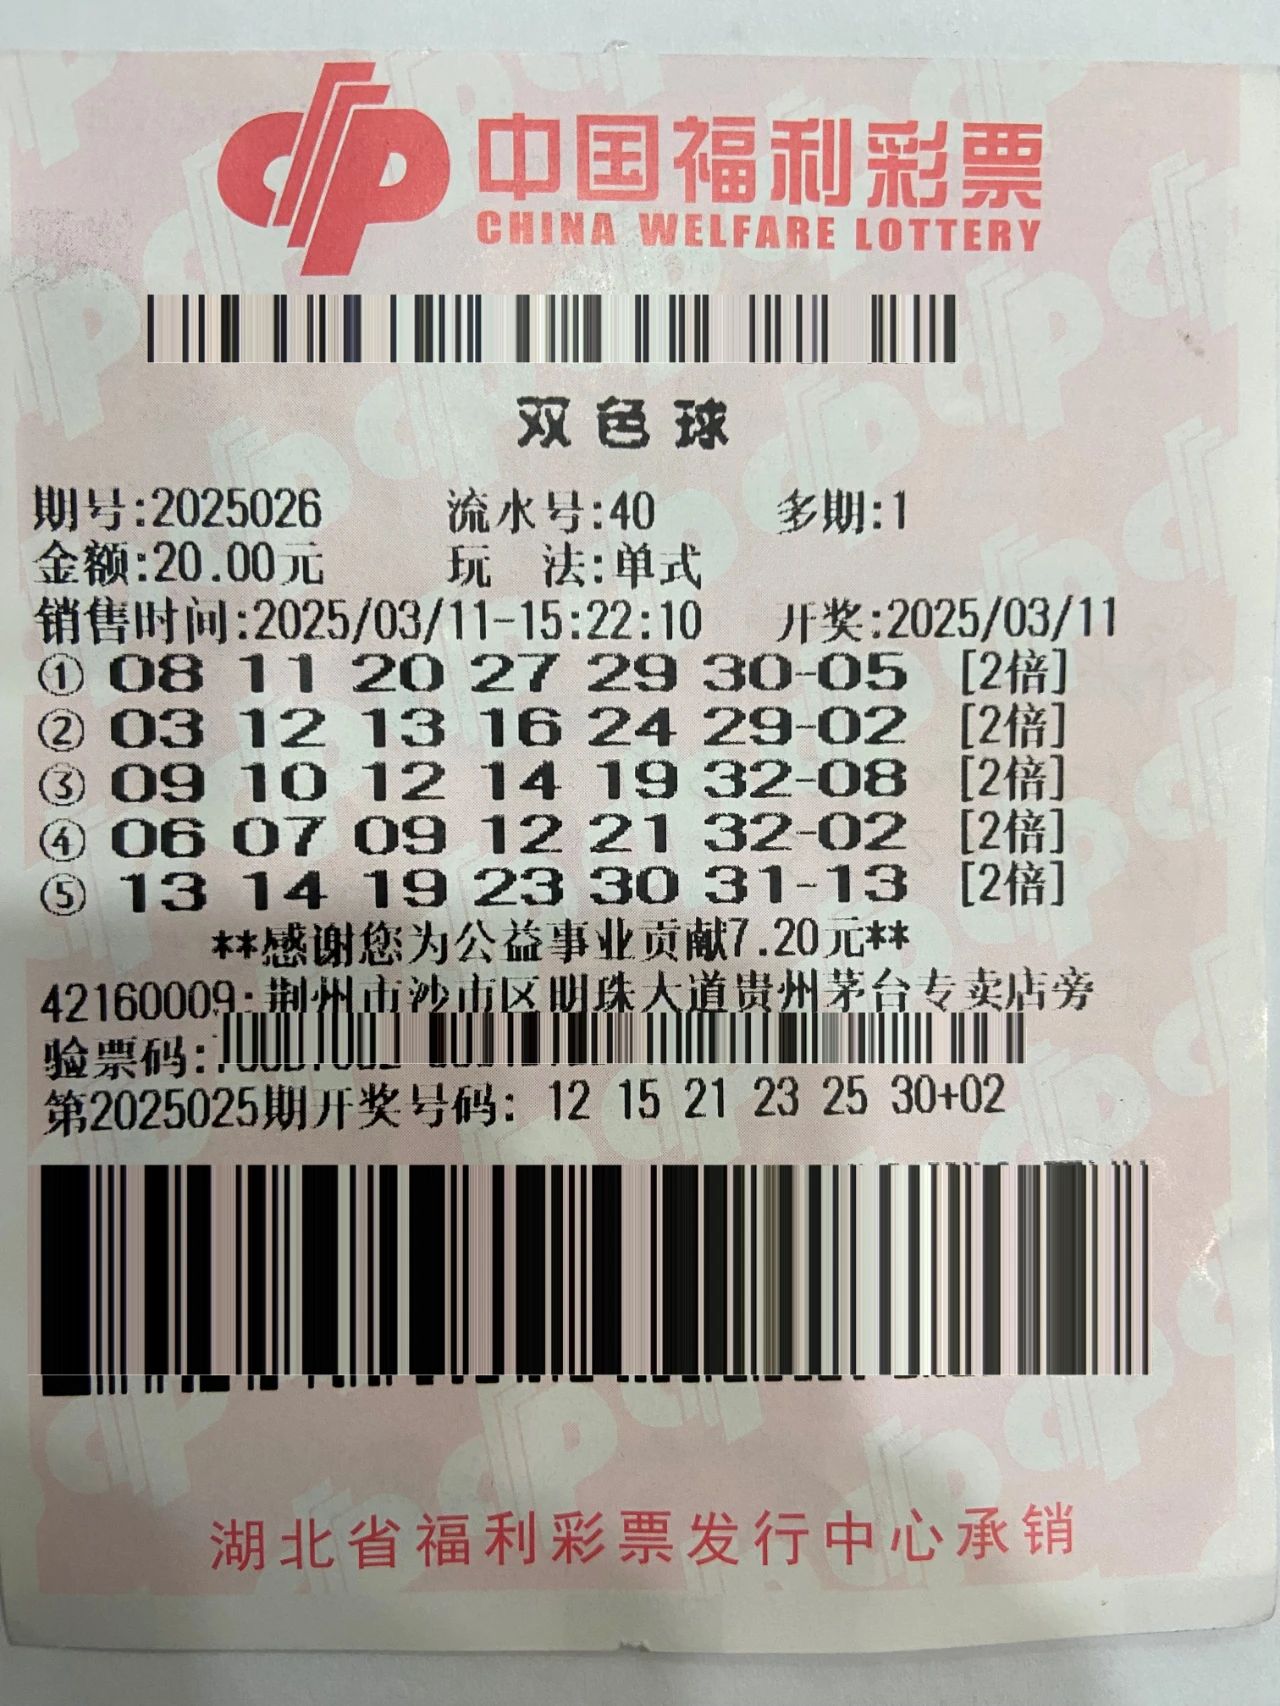 中国福利彩票
CHINA WELFARE LOTTERY
双色球
期号:2025026 流水号:40 多期:1
金额:20.00元 玩 法:单式
销售时间:2025/03/11-15:22:10 开奖:2025/03/11
① 08 11 20 27 29 30-05 [2倍]
② 03 12 13 16 24 29-02 [2倍]
③ 09 10 12 14 19 32-08 [2倍]
④ 06 07 09 12 21 32-02 [2倍]
⑤ 13 14 19 23 30 31-13 [2倍]
**感谢您为公益事业贡献7.20元**
42160009:荆州市沙市区明珠大道贵州茅台专卖店旁
验票码:
第2025025期开奖号码: 12 15 21 23 25 30+02
湖北省福利彩票发行中心承销